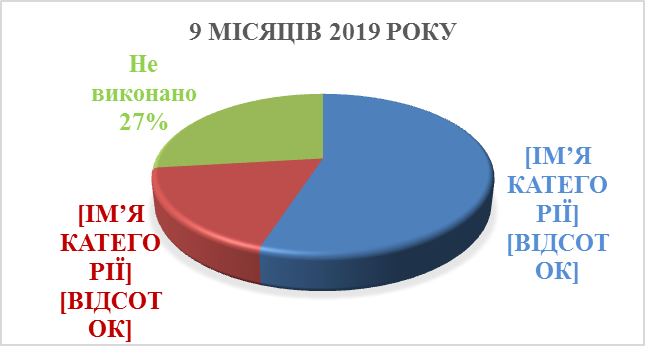 9 МІСЯЦІВ 2019 РОКУ
Не
виконано
27%
[ІМ’Я
КАТЕГО
РІЇ]
[ВІДСОТ
ОК]
[ІМ’Я
КАТЕГО
РІЇ]
[ВІДСОТ
ОК]